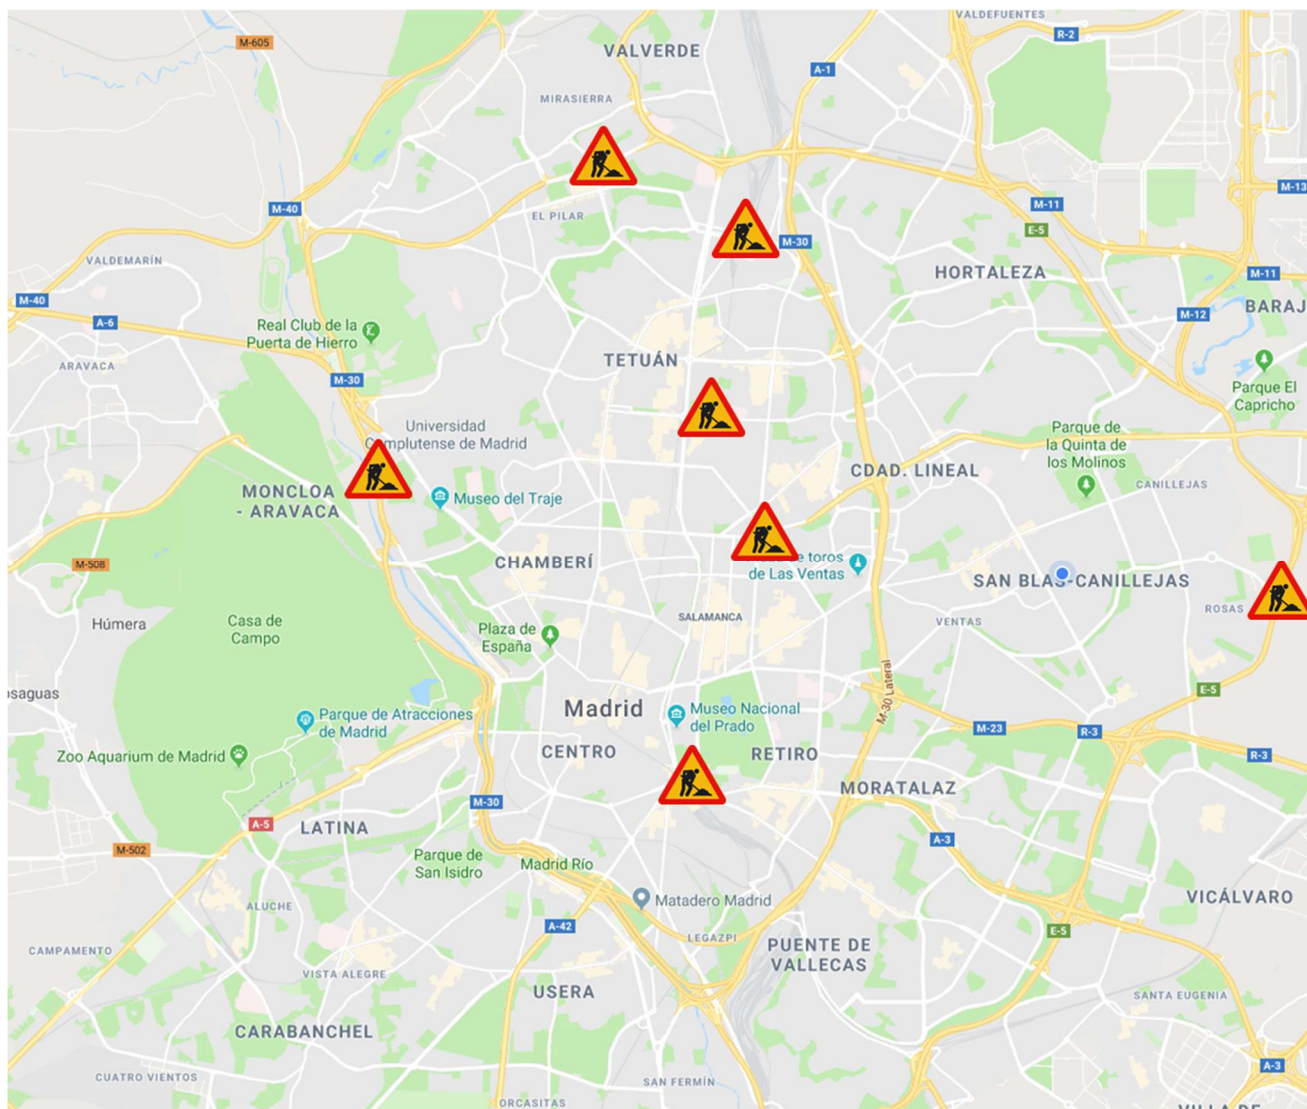 VALDEFUENTES
M-605
R-2
VALVERDE
A-1
MIRASIERRA
M-13
M-40
M-11
EL PILAR
E-5
M-30
VALDEMARÍN
HORTALEZA
M-11
M-40
A-6
M-12
BARAJ
Real Club de la
Puerta de Hierro
TETUÁN
ARAVACA
M-30
Parque El
Capricho
Universidad
Complutense de Madrid
Parque de
la Quinta de
los Molinos
CDAD. LINEAL
CANILLEJAS
MONCLOA
- ARAVACA
Museo del Traje
CHAMBERÍ
de toros
de Las Ventas
M-508
SAN BLAS-CANILLEJAS
ROSAS
Húmera
Casa de
Campo
SALAMANCA
VENTAS
Plaza de
España
osaguas
M-30 Lateral
E-5
Madrid
Museo Nacional
del Prado
Parque de Atracciones
de Madrid
M-23
R-3
R-3
Zoo Aquarium de Madrid
CENTRO
RETIRO
MORATALAZ
M-30
A-5
LATINA
A-3
M-502
Parque de
San Isidro
Madrid Río
Matadero Madrid
VICÁLVARO
ALUCHE
A-42
LEGAZPI
E-5
CAMPAMENTO
PUENTE DE
VALLECAS
VISTA ALEGRE
USERA
SANTA EUGENIA
CARABANCHEL
A-3
CUATRO VIENTOS
SAN FERMÍN
ORCASITAS
VILLA DE